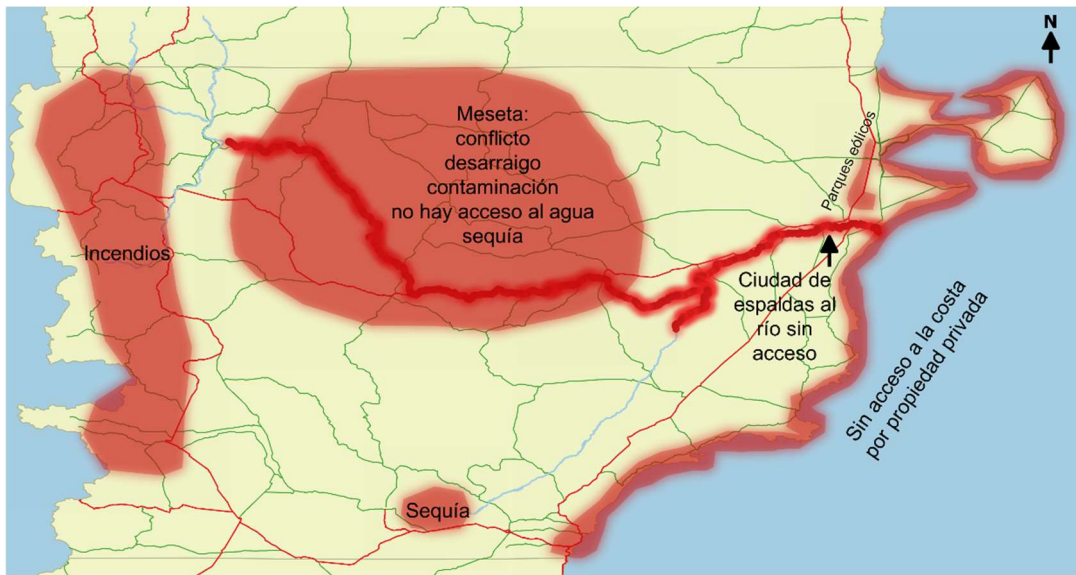 N
Meseta:
conflicto
desarraigo
contaminación
no hay acceso al agua
sequía
Parques eólicos
Incendios
Ciudad de
espaldas al
río sin
acceso
Sin acceso a la costa
por propiedad privada
Sequía